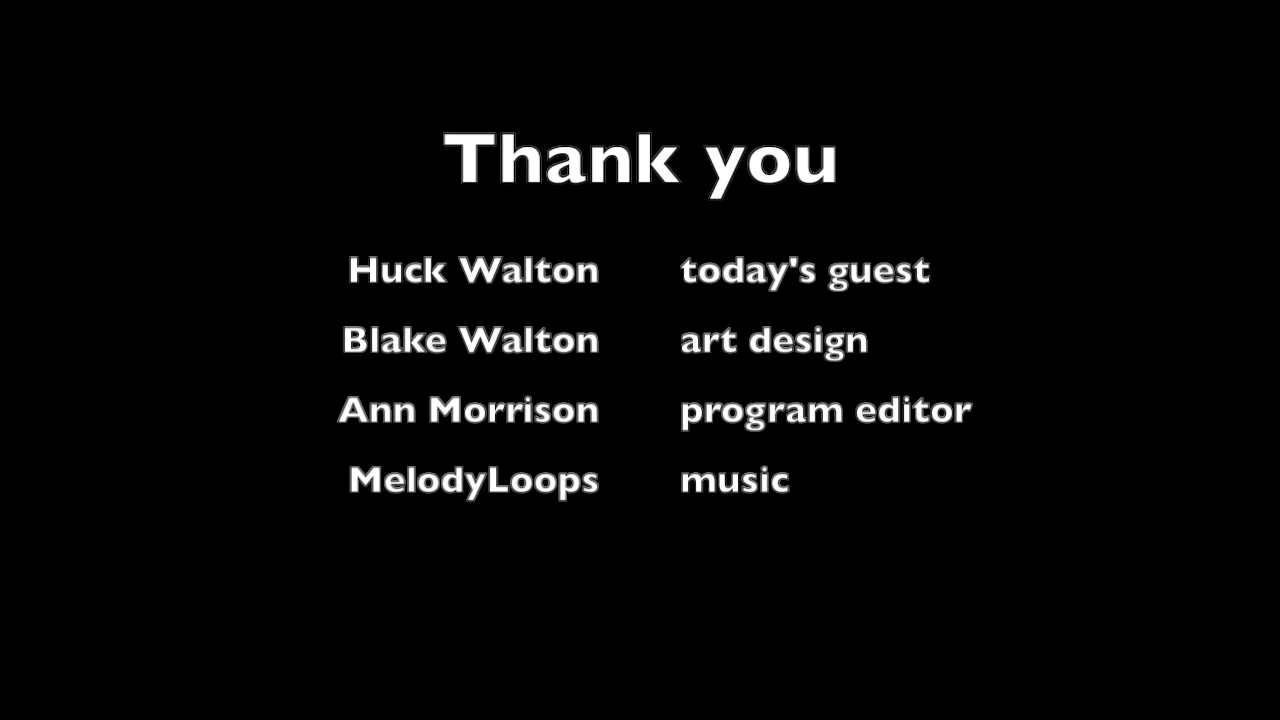 Thank you
Huck Walton today's guest
Blake Walton art design
Ann Morrison program editor
MelodyLoops music